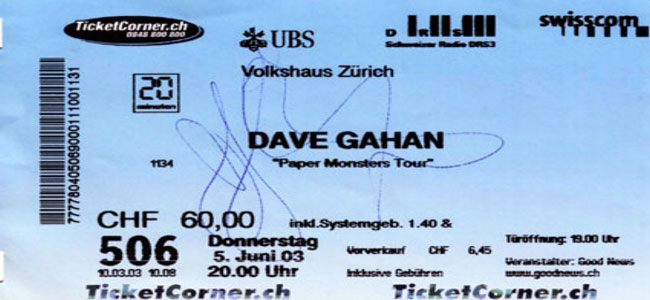 TicketCorner.ch
0848 800 800
UBS
DRS
Schweizer Radio DRS3
swisscom
Volkshaus Zürich
20
minuten
DAVE GAHAN
1134
"Paper Monsters Tour"
7777804050689000111001131
CHF 60,00 inkl.Systemgeb. 1.40 &
506 Donnerstag
5. Juni 03
10.03.03 10.08 20.00 Uhr
Vorverkauf CHF 6,45
Inklusive Gebühren
Türöffnung: 19.00 Uhr
Veranstalter: Good News
www.goodnews.ch
TicketCorner.ch TicketCorner.ch